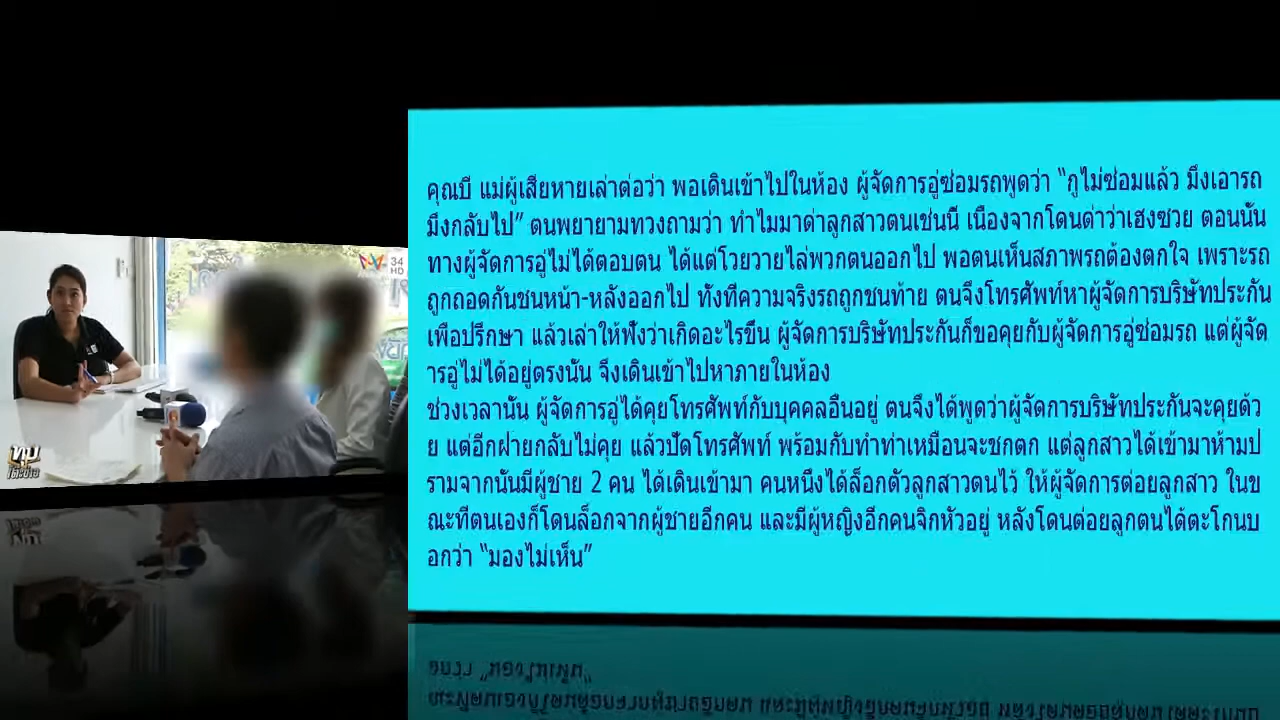 คุณบี แม่ผู้เสียหายเล่าต่อว่า พอเดินเข้าไปในห้อง ผู้จัดการอู่ซ่อมรถพูดว่า “กูไม่ซ่อมแล้ว มึงเอารถ
มึงกลับไป” ตนพยายามทวงถามว่า ทำไมมาด่าลูกสาวตนเช่นนี้ เนื่องจากโดนด่าว่าเฮงซวย ตอนนั้น
ทางผู้จัดการอู่ไม่ได้ตอบตน ได้แต่โวยวายไล่พวกตนออกไป พอตนเห็นสภาพรถต้องตกใจ เพราะรถ
ถูกถอดกันชนหน้า-หลังออกไป ทั้งที่ความจริงรถถูกชนท้าย ตนจึงโทรศัพท์หาผู้จัดการบริษัทประกัน
เพื่อปรึกษา แล้วเล่าให้ฟังว่าเกิดอะไรขึ้น ผู้จัดการบริษัทประกันก็ขอคุยกับผู้จัดการอู่ซ่อมรถ แต่ผู้จัด
ารอู่ไม่ได้อยู่ตรงนั้น จึงเดินเข้าไปหาภายในห้อง
ช่วงเวลานั้น ผู้จัดการอู่ได้คุยโทรศัพท์กับบุคคลอื่นอยู่ ตนจึงได้พูดว่าผู้จัดการบริษัทประกันจะคุยด้ว
ย แต่อีกฝ่ายกลับไม่คุย แล้วปัดโทรศัพท์ พร้อมกับทำท่าเหมือนจะชกตก แต่ลูกสาวได้เข้ามาห้ามป
รามจากนั้นมีผู้ชาย 2 คน ได้เดินเข้ามา คนหนึ่งได้ล็อกตัวลูกสาวตนไว้ ให้ผู้จัดการต่อยลูกสาว ในข
ณะที่ตนเองก็โดนล็อกจากผู้ชายอีกคน และมีผู้หญิงอีกคนจิกหัวอยู่ หลังโดนต่อยลูกตนได้ตะโกนบ
อกว่า “มองไม่เห็น”
34
HD
ทุบ
โต๊ะข่าว